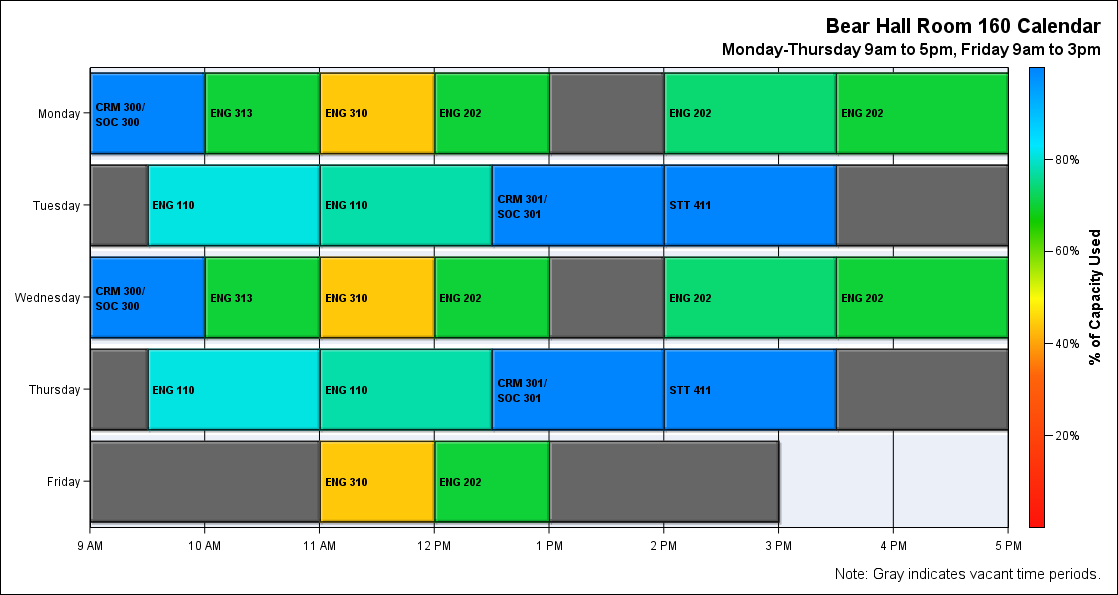 Bear Hall Room 160 Calendar
Monday-Thursday 9am to 5pm, Friday 9am to 3pm
Monday
CRM 300/
SOC 300
ENG 313
ENG 310
ENG 202
ENG 202
ENG 202
Tuesday
ENG 110
ENG 110
CRM 301/
SOC 301
STT 411
Wednesday
CRM 300/
SOC 300
ENG 313
ENG 310
ENG 202
ENG 202
ENG 202
Thursday
ENG 110
ENG 110
CRM 301/
SOC 301
STT 411
Friday
ENG 310
ENG 202
9 AM
10 AM
11 AM
12 PM
1 PM
2 PM
3 PM
4 PM
5 PM
80%
60%
40%
20%
% of Capacity Used
Note: Gray indicates vacant time periods.